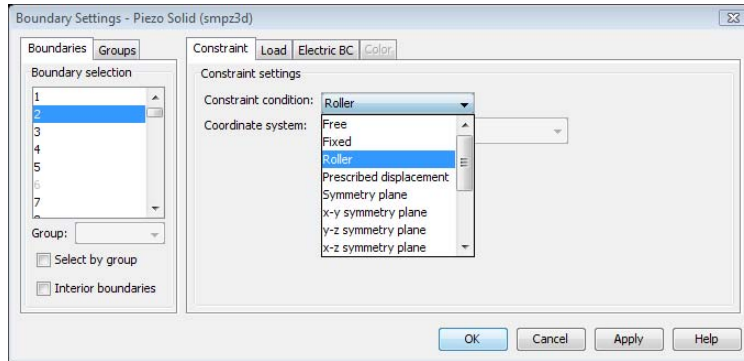 Boundary Settings - Piezo Solid (smpz3d)
Boundaries Groups
Constraint Load Electric BC Color
Boundary selection
1
2
3
4
5
6
7
Group:
Select by group
Interior boundaries
Constraint settings
Constraint condition: Roller
Coordinate system:
Free
Fixed
Roller
Prescribed displacement
Symmetry plane
x-y symmetry plane
y-z symmetry plane
x-z symmetry plane
OK Cancel Apply Help